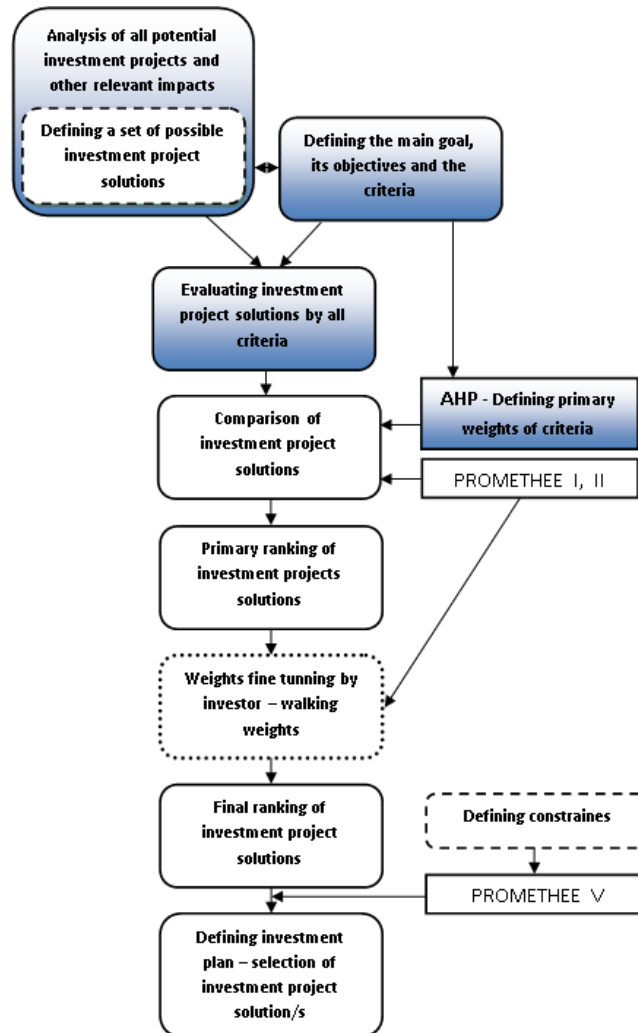 Analysis of all potential
investment projects and
other relevant impacts
Defining a set of possible
investment project
solutions
Defining the main goal,
its objectives and the
criteria
Evaluating investment
project solutions by all
criteria
AHP - Defining primary
weights of criteria
Comparison of
investment project
solutions
PROMETHEE I, II
Primary ranking of
investment projects
solutions
Weights fine tunning by
investor – walking
weights
Final ranking of
investment project
solutions
Defining constraines
PROMETHEE V
Defining investment
plan – selection of
investment project
solution/s